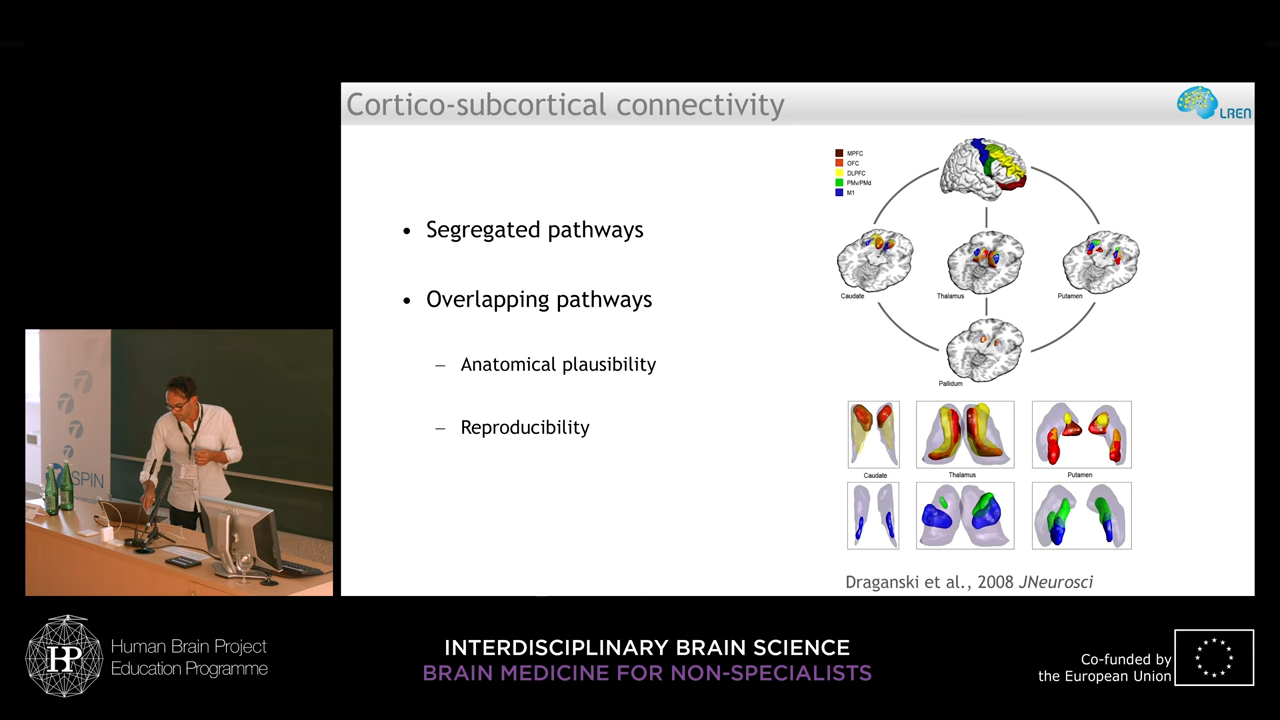 Cortico-subcortical connectivity
LREN
• Segregated pathways
• Overlapping pathways
– Anatomical plausibility
– Reproducibility
MPFC
OFC
DLPFC
PMv/PMd
M1
Caudate
Thalamus
Putamen
Pallidum
Caudate
Thalamus
Putamen
Draganski et al., 2008 JNeurosci
SPIN
HBP
Human Brain Project
Education Programme
INTERDISCIPLINARY BRAIN SCIENCE
BRAIN MEDICINE FOR NON-SPECIALISTS
Co-funded by
the European Union